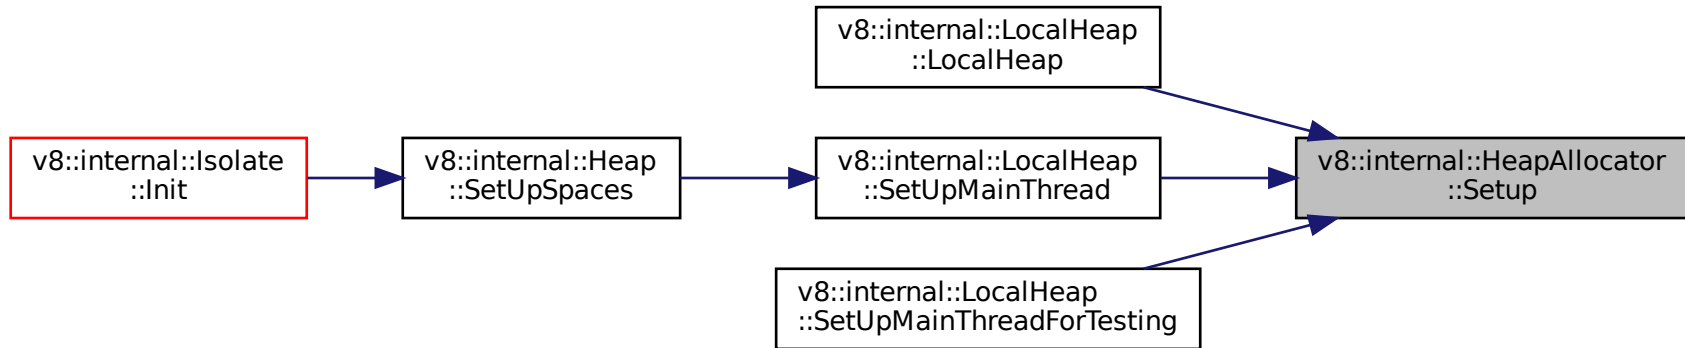 v8::internal::LocalHeap
::LocalHeap
v8::internal::Isolate
::Init
v8::internal::Heap
::SetUpSpaces
v8::internal::LocalHeap
::SetUpMainThread
v8::internal::HeapAllocator
::Setup
v8::internal::LocalHeap
::SetUpMainThreadForTesting